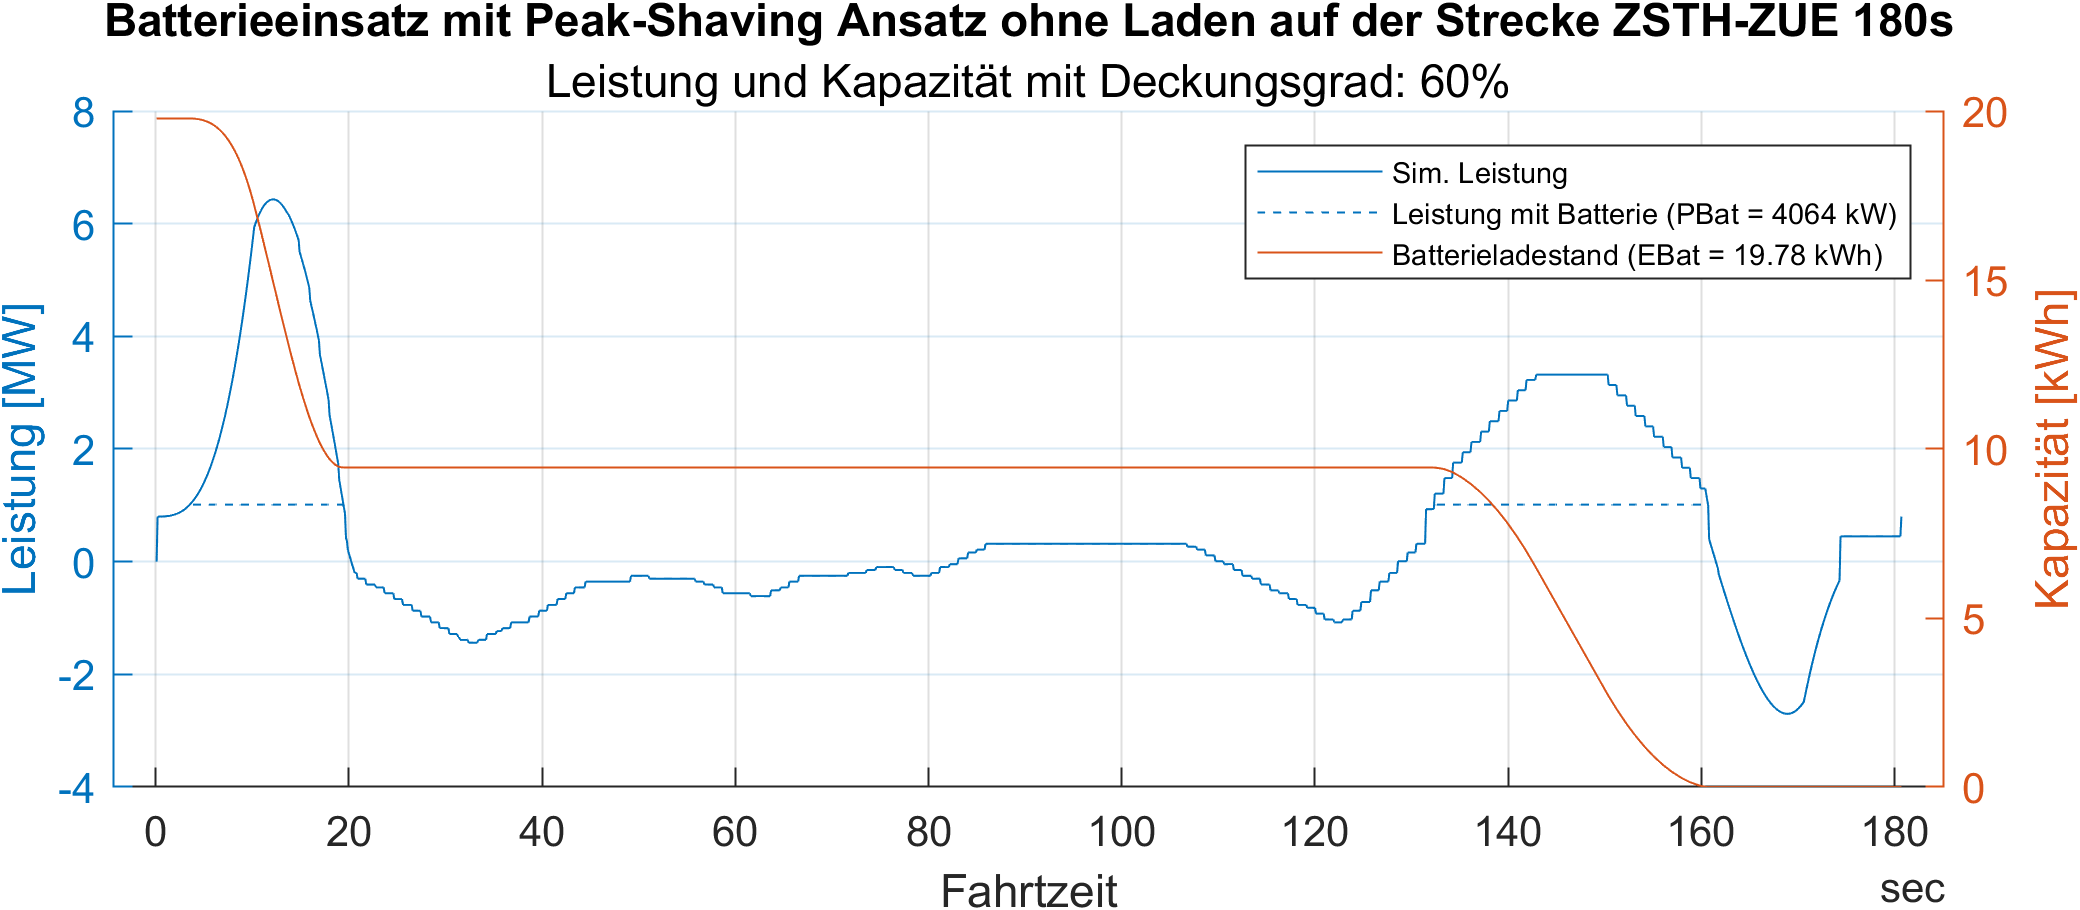 Batterieeinsatz mit Peak-Shaving Ansatz ohne Laden auf der Strecke ZSTH-ZUE 180s
Leistung und Kapazität mit Deckungsgrad: 60%
Leistung [MW]
8
6
4
2
0
-2
-4
Sim. Leistung
Leistung mit Batterie (PBat = 4064 kW)
Batterieladestand (EBat = 19.78 kWh)
20
15
10
5
0
Kapazität [kWh]
0 20 40 60 80 100 120 140 160 180
Fahrtzeit
sec